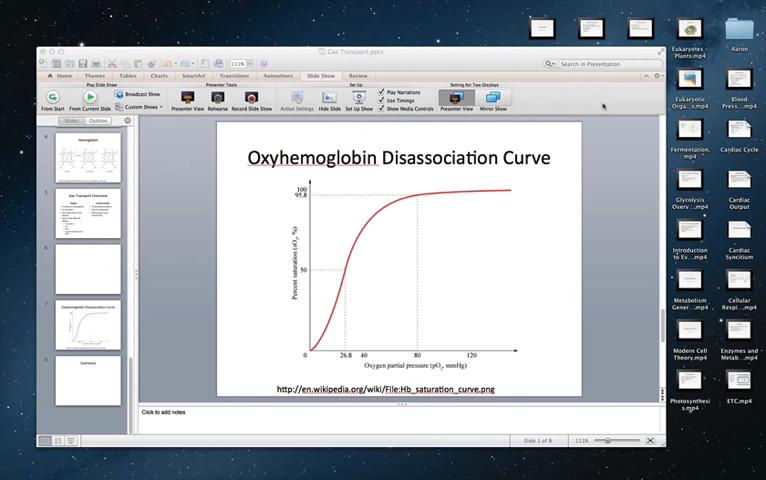 Gas Transport.pptx
111%
Search in Presentation
Home Themes Tables Charts SmartArt Transitions Animations Slide Show Review
Play Slide Show Presenter Tools Set Up Setting for Two Displays
From Start From Current Slide Broadcast Show Custom Shows Presenter View Rehearse Record Slide Show Action Settings Hide Slide Set Up Show Play Narrations Use Timings Show Media Controls Presenter View Mirror Show
Slides Outline
4
Hemoglobin
5
Gas Transport Overview
6
7
Oxyhemoglobin Disassociation Curve
8
Summary
Oxyhemoglobin Disassociation Curve
100
95.8
50
Percent saturation (sO2, %)
0 26.8 40 80 120
Oxygen partial pressure (pO2, mmHg)
http://en.wikipedia.org/wiki/File:Hb_saturation_curve.png
Click to add notes
Slide 1 of 8 111%
Eukaryotes - Plants.mp4
Aaron
Eukaryotic Orga...s.mp4
Blood Press...mp4
Fermentation.mp4
Cardiac Cycle
Glycolysis Overv...mp4
Cardiac Output
Introduction to Ev...mp4
Cardiac Syncitium
Metabolism Gener...mp4
Cellular Respi...mp4
Modern Cell Theory.mp4
Enzymes and Metab...mp4
Photosynthesis.mp4
ETC.mp4